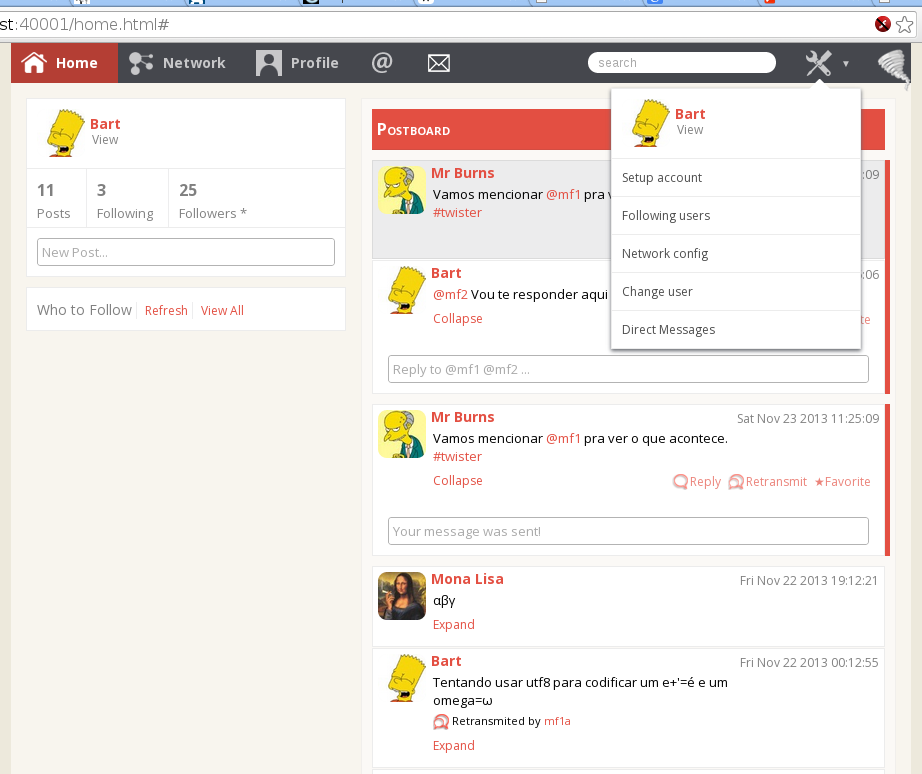 st:40001/home.html#
Home
Network
Profile
@
search
Bart
View
11
Posts
3
Following
25
Followers *
New Post...
Who to Follow
Refresh
View All
Postboard
Bart
View
Setup account
Following users
Network config
Change user
Direct Messages
Mr Burns
:09
Vamos mencionar @mf1 pra v
#twister
Bart
:06
@mf2 Vou te responder aqui
Collapse
te
Reply to @mf1 @mf2 ...
Mr Burns
Sat Nov 23 2013 11:25:09
Vamos mencionar @mf1 pra ver o que acontece.
#twister
Collapse
Reply
Retransmit
★Favorite
Your message was sent!
Mona Lisa
Fri Nov 22 2013 19:12:21
αβγ
Expand
Bart
Fri Nov 22 2013 00:12:55
Tentando usar utf8 para codificar um e+'=é e um
omega=ω
Retransmited by mf1a
Expand